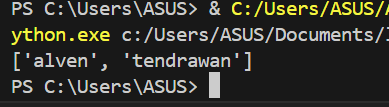 PS C:\Users\ASUS> & C:/Users/ASUS/A
ython.exe c:/Users/ASUS/Documents/
['alven', 'tendrawan']
PS C:\Users\ASUS>